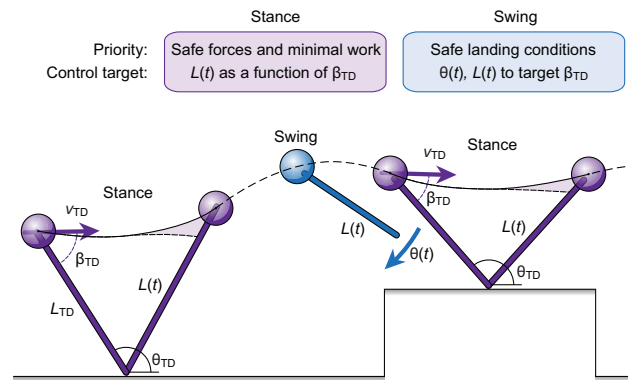 Stance Swing
Priority: Safe forces and minimal work Safe landing conditions
Control target: L(t) as a function of βTD θ(t), L(t) to target βTD
Swing
Stance
vTD
βTD
LTD
L(t)
θTD
L(t)
θ(t)
vTD
Stance
βTD
L(t)
θTD